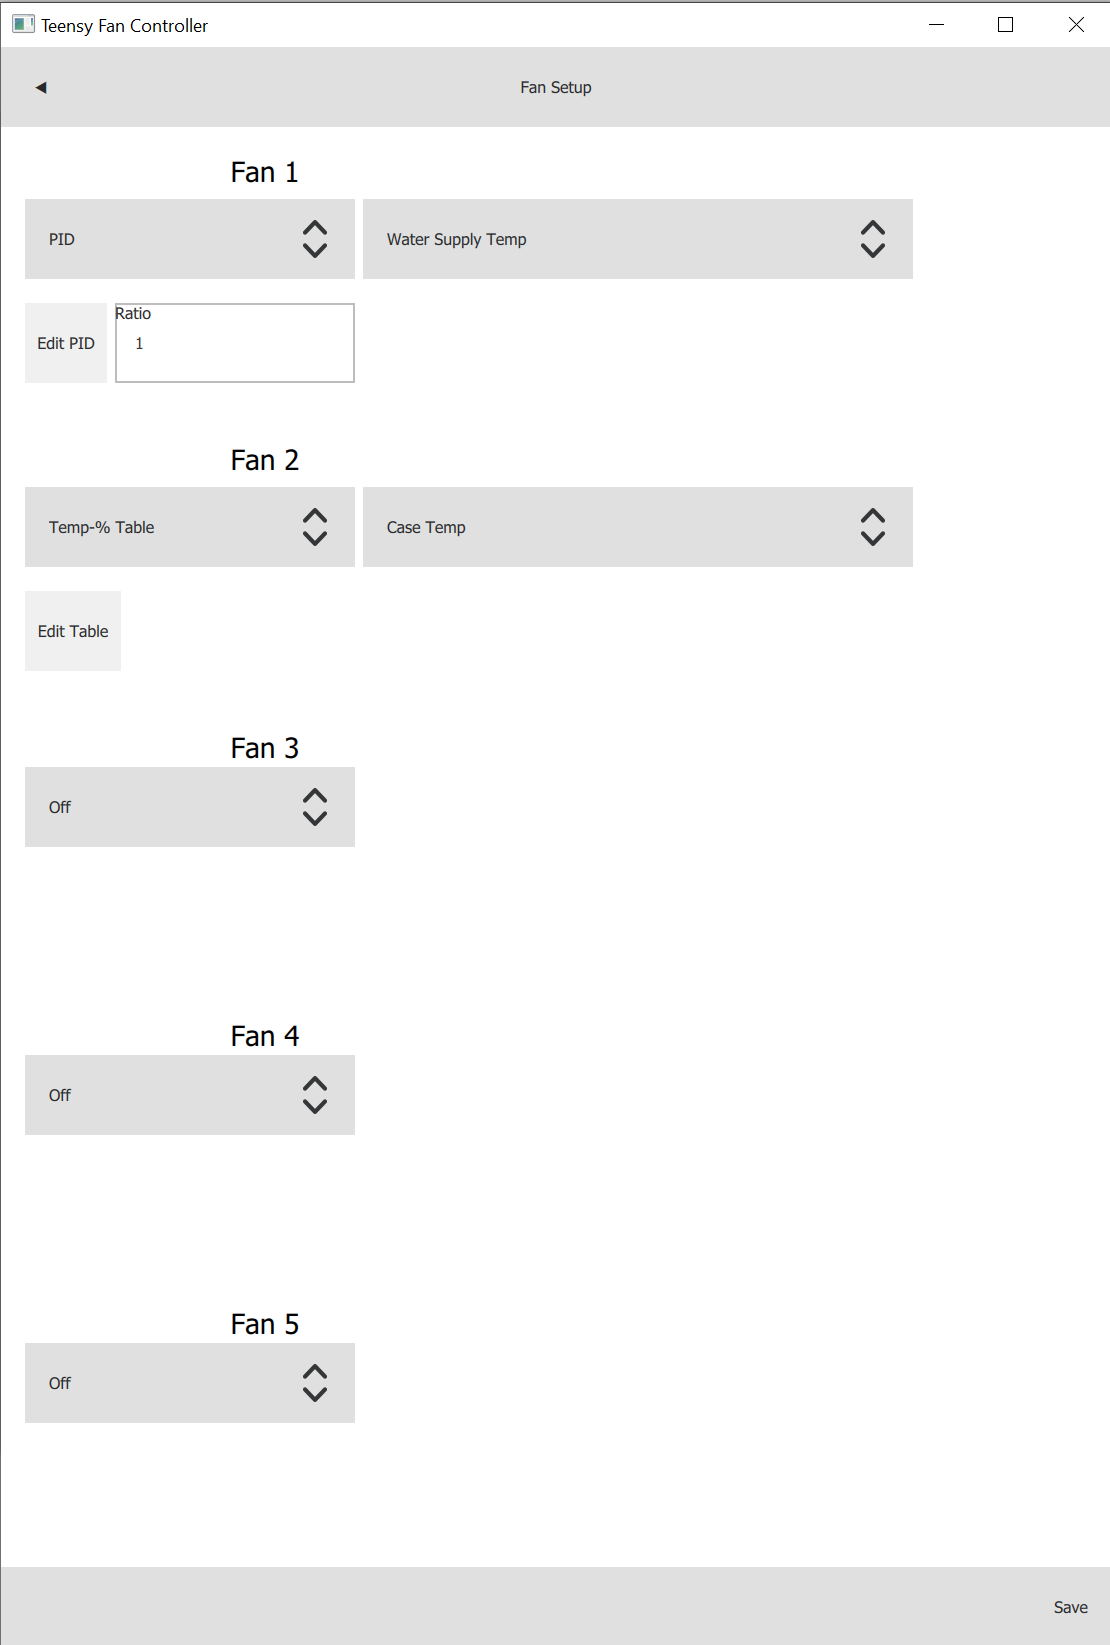 Teensy Fan Controller
Fan Setup
Fan 1
PID
Water Supply Temp
Edit PID
Ratio
1
Fan 2
Temp-% Table
Case Temp
Edit Table
Fan 3
Off
Fan 4
Off
Fan 5
Off
Save